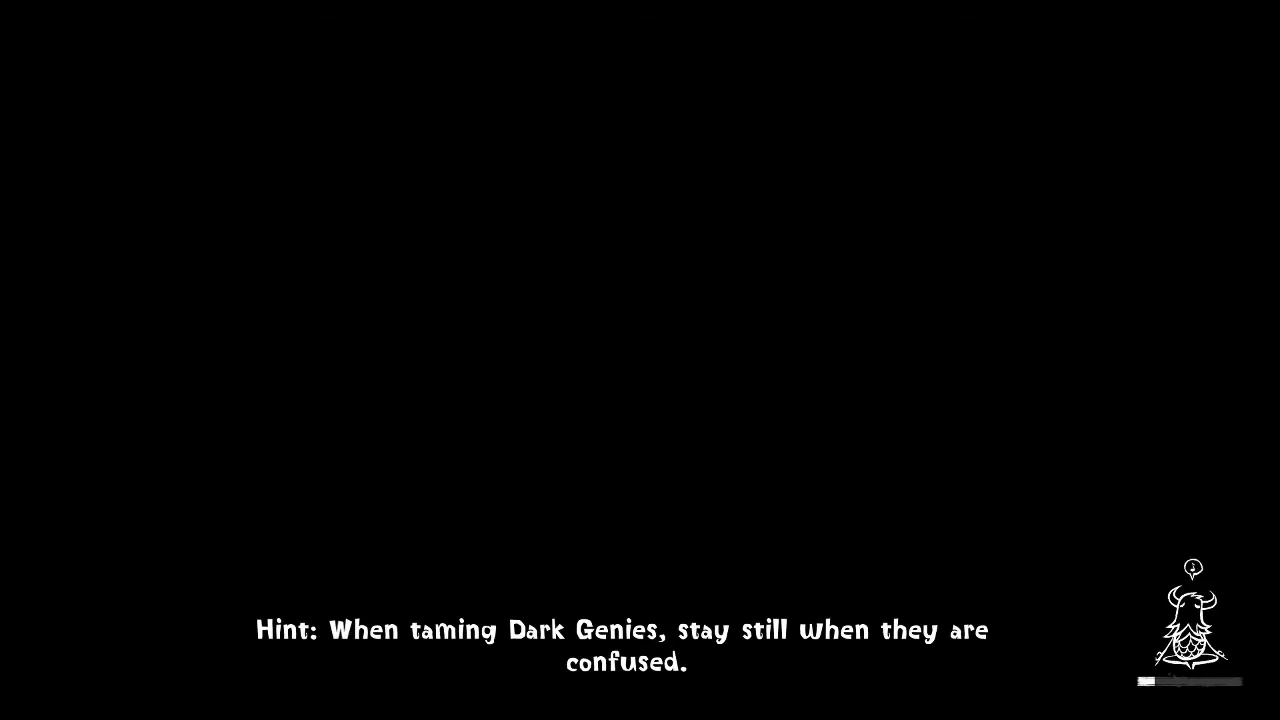 Hint: When taming Dark Genies, stay still when they are
confused.